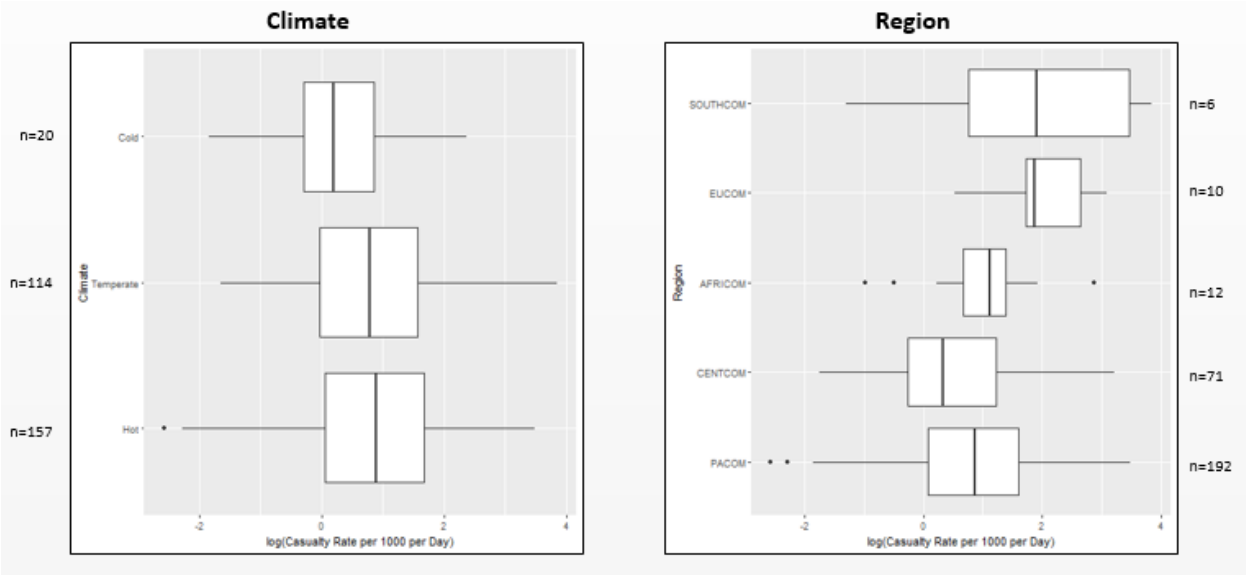 Climate
n=20
n=114
n=157
Climate
Cold
Temperate
Hot
-2 0 2 4
log(Casualty Rate per 1000 per Day)
Region
Region
SOUTHCOM
EUCOM
AFRICOM
CENTCOM
PACOM
n=6
n=10
n=12
n=71
n=192
-2 0 2 4
log(Casualty Rate per 1000 per Day)